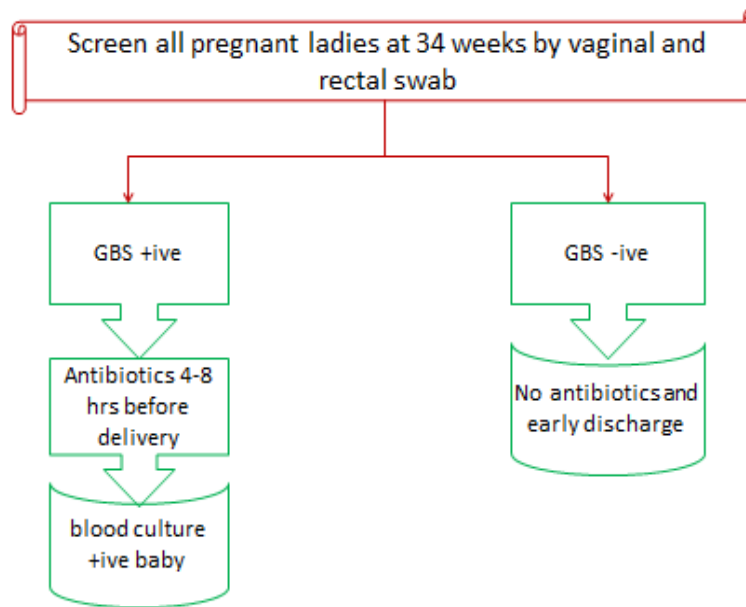 Screen all pregnant ladies at 34 weeks by vaginal and
rectal swab
GBS +ive
GBS -ive
Antibiotics 4-8
hrs before
delivery
No antibiotics and
early discharge
blood culture
+ive baby